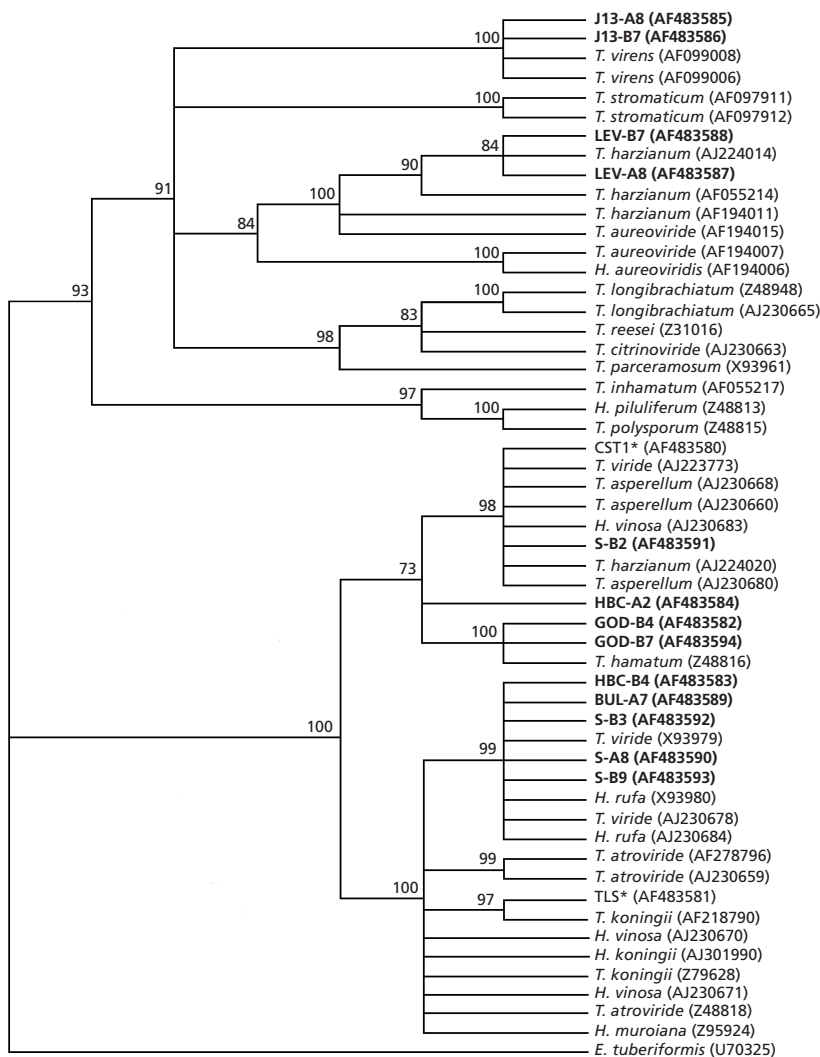 J13-A8 (AF483585)
J13-B7 (AF483586)
100
T. virens (AF099008)
T. virens (AF099006)
T. stromaticum (AF097911)
100
T. stromaticum (AF097912)
LEV-B7 (AF483588)
84
T. harzianum (AJ224014)
90
LEV-A8 (AF483587)
91
100
T. harzianum (AF055214)
T. harzianum (AF194011)
84
T. aureoviride (AF194015)
T. aureoviride (AF194007)
100
H. aureoviridis (AF194006)
93
T. longibrachiatum (Z48948)
100
T. longibrachiatum (AJ230665)
83
T. reesei (Z31016)
98
T. citrinoviride (AJ230663)
T. parceramosum (X93961)
T. inhamatum (AF055217)
97
H. piluliferum (Z48813)
100
T. polysporum (Z48815)
CST1* (AF483580)
T. viride (AJ223773)
T. asperellum (AJ230668)
T. asperellum (AJ230660)
98
H. vinosa (AJ230683)
S-B2 (AF483591)
T. harzianum (AJ224020)
73
T. asperellum (AJ230680)
HBC-A2 (AF483584)
GOD-B4 (AF483582)
100
GOD-B7 (AF483594)
T. hamatum (Z48816)
HBC-B4 (AF483583)
BUL-A7 (AF483589)
S-B3 (AF483592)
100
T. viride (X93979)
99
S-A8 (AF483590)
S-B9 (AF483593)
H. rufa (X93980)
T. viride (AJ230678)
H. rufa (AJ230684)
T. atroviride (AF278796)
99
T. atroviride (AJ230659)
100
TLS* (AF483581)
97
T. koningii (AF218790)
H. vinosa (AJ230670)
H. koningii (AJ301990)
T. koningii (Z79628)
H. vinosa (AJ230671)
T. atroviride (Z48818)
H. muroiana (Z95924)
E. tuberiformis (U70325)